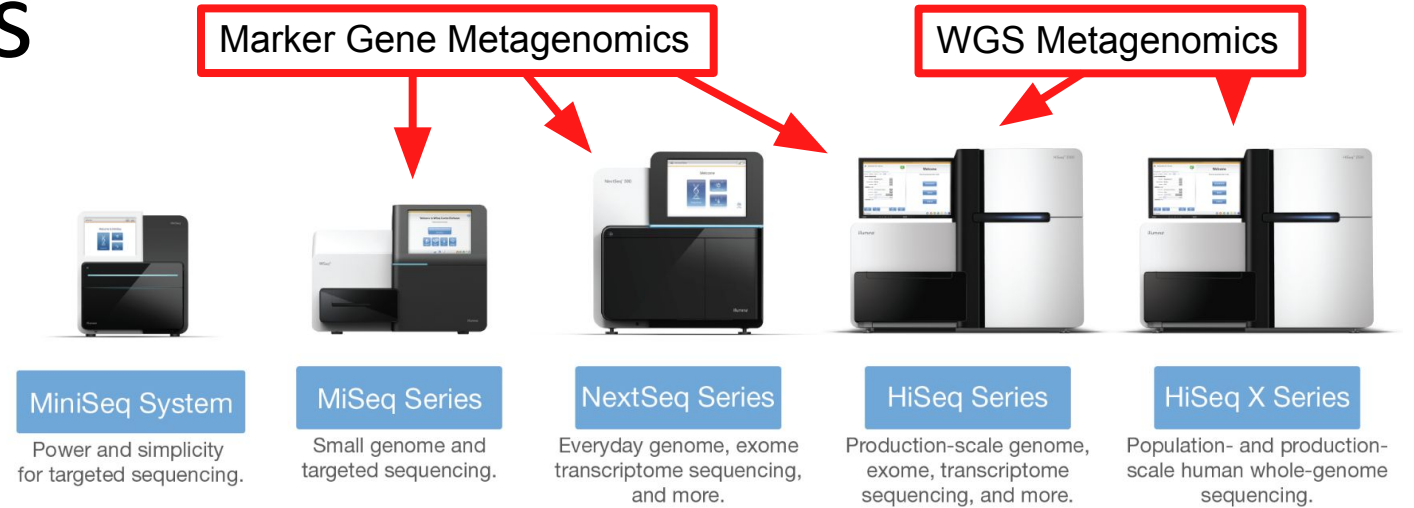 s
Marker Gene Metagenomics
WGS Metagenomics
MiniSeq System
Power and simplicity
for targeted sequencing.
MiSeq Series
Small genome and
targeted sequencing.
NextSeq Series
Everyday genome, exome
transcriptome sequencing,
and more.
HiSeq Series
Production-scale genome,
exome, transcriptome
sequencing, and more.
HiSeq X Series
Population- and production-
scale human whole-genome
sequencing.